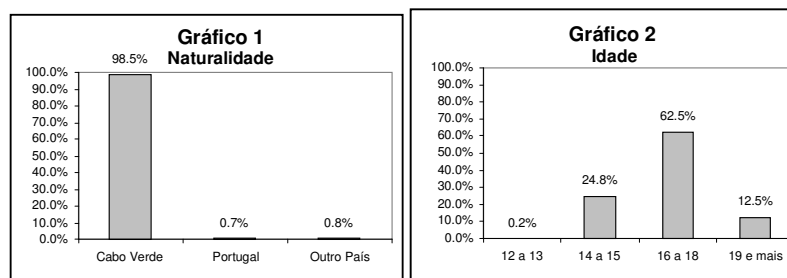 Gráfico 1
Naturalidade
98.5%
100.0%
90.0%
80.0%
70.0%
60.0%
50.0%
40.0%
30.0%
20.0%
10.0%
0.0%
0.7%
0.8%
Cabo Verde
Portugal
Outro País
Gráfico 2
Idade
100.0%
90.0%
80.0%
70.0%
60.0%
50.0%
40.0%
30.0%
20.0%
10.0%
0.0%
0.2%
24.8%
62.5%
12.5%
12 a 13
14 a 15
16 a 18
19 e mais